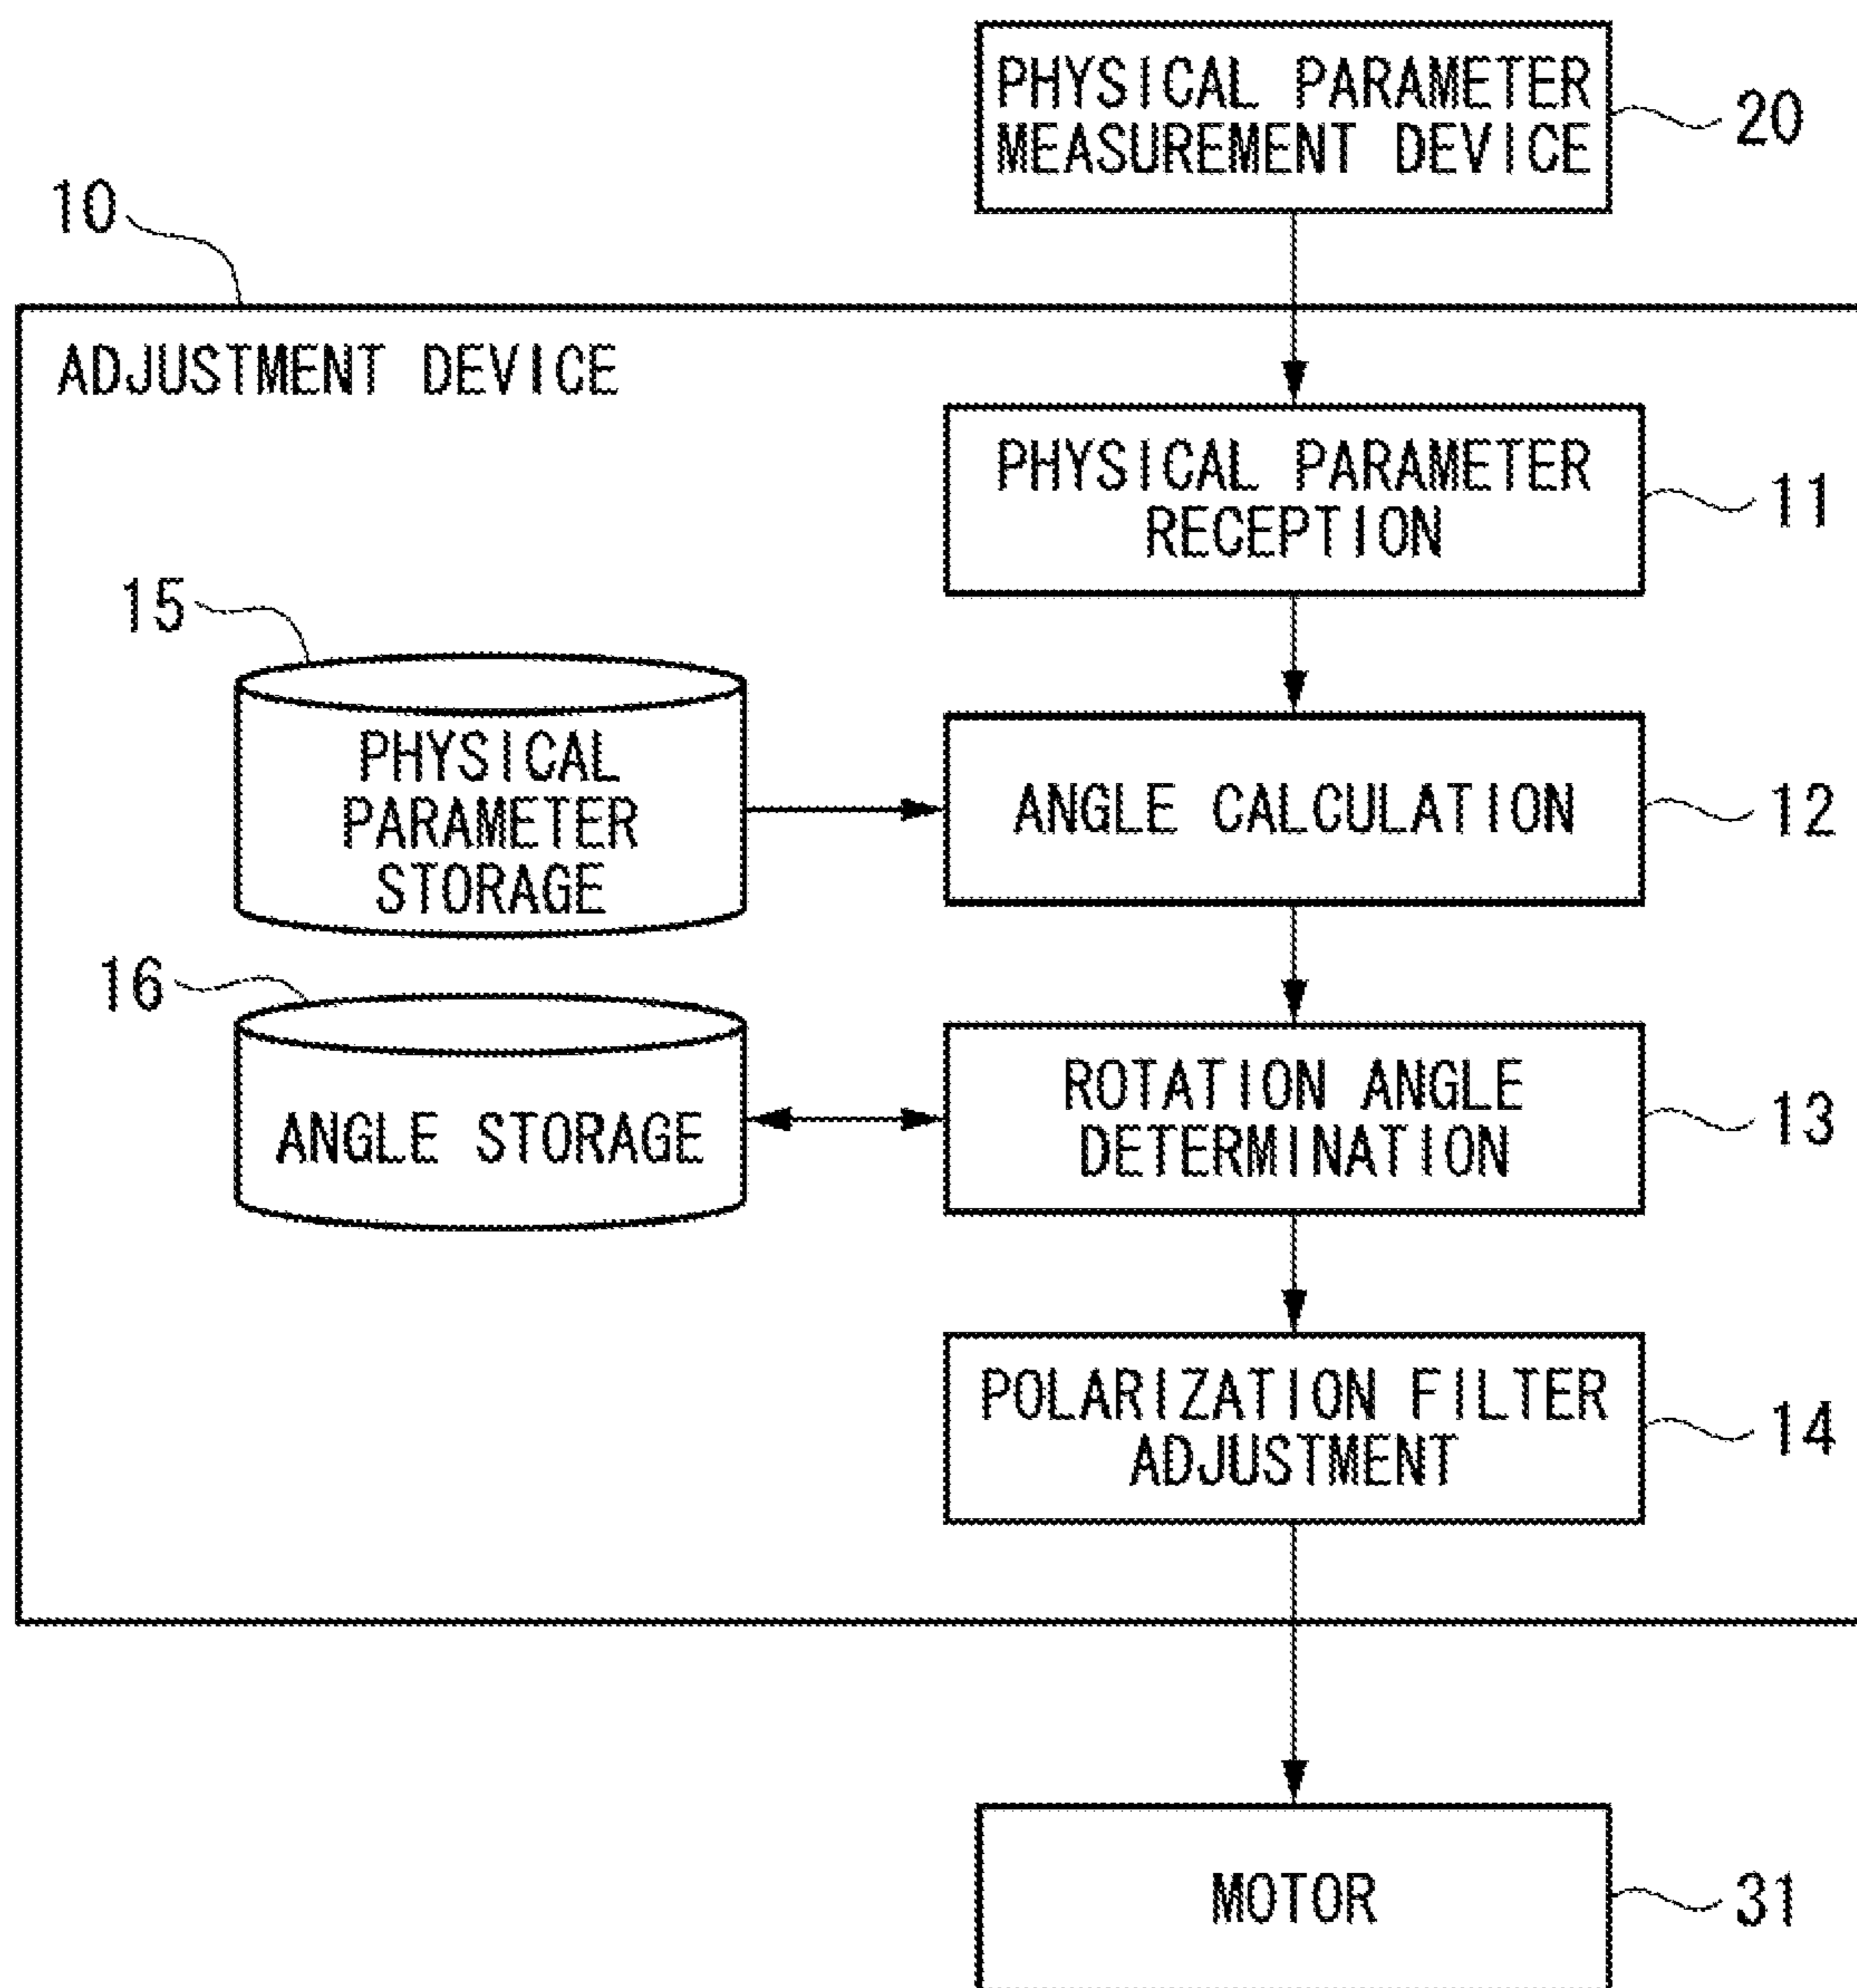 PHYSICAL PARAMETER
MEASUREMENT DEVICE
20
10
ADJUSTMENT DEVICE
PHYSICAL PARAMETER
RECEPTION
11
15
PHYSICAL
PARAMETER
STORAGE
ANGLE CALCULATION
12
16
ANGLE STORAGE
ROTATION ANGLE
DETERMINATION
13
POLARIZATION FILTER
ADJUSTMENT
14
MOTOR
31